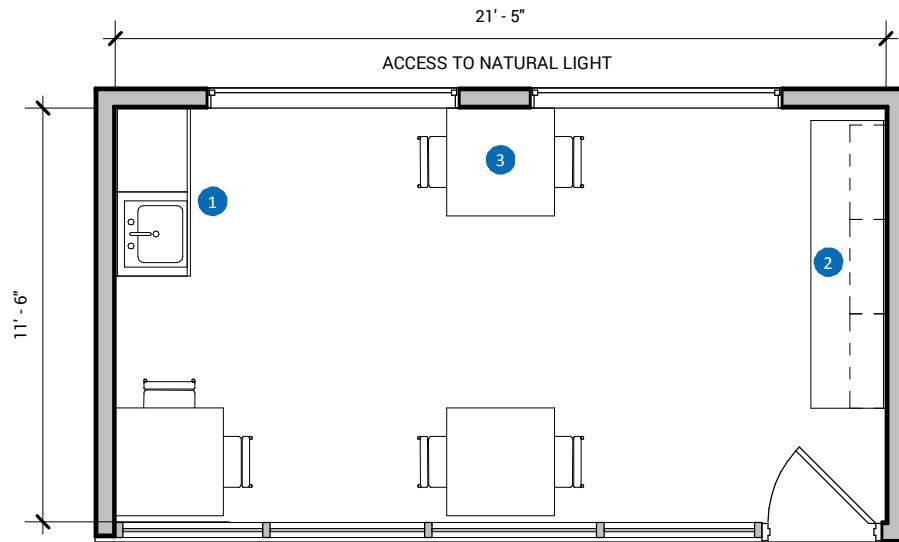 21' - 5"
ACCESS TO NATURAL LIGHT
3
1
2
11' - 6"